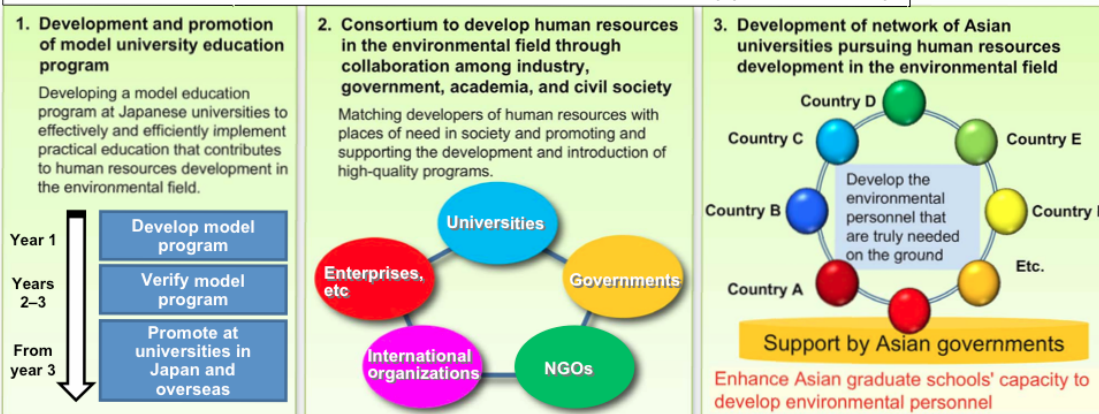 1. Development and promotion
of model university education
program
Developing a model education
program at Japanese universities to
effectively and efficiently implement
practical education that contributes
to human resources development in
the environmental field.
Year 1
Develop model
program
Years
2–3
Verify model
program
From
year 3
Promote at
universities in
Japan and
overseas
2. Consortium to develop human resources
in the environmental field through
collaboration among industry,
government, academia, and civil society
Matching developers of human resources with
places of need in society and promoting and
supporting the development and introduction of
high-quality programs.
Universities
Enterprises,
etc
Governments
International
organizations
NGOs
3. Development of network of Asian
universities pursuing human resources
development in the environmental field
Country D
Country C
Country E
Country B
Country
Develop the
environmental
personnel that
are truly needed
on the ground
Country A
Etc.
Support by Asian governments
Enhance Asian graduate schools' capacity to
develop environmental personnel